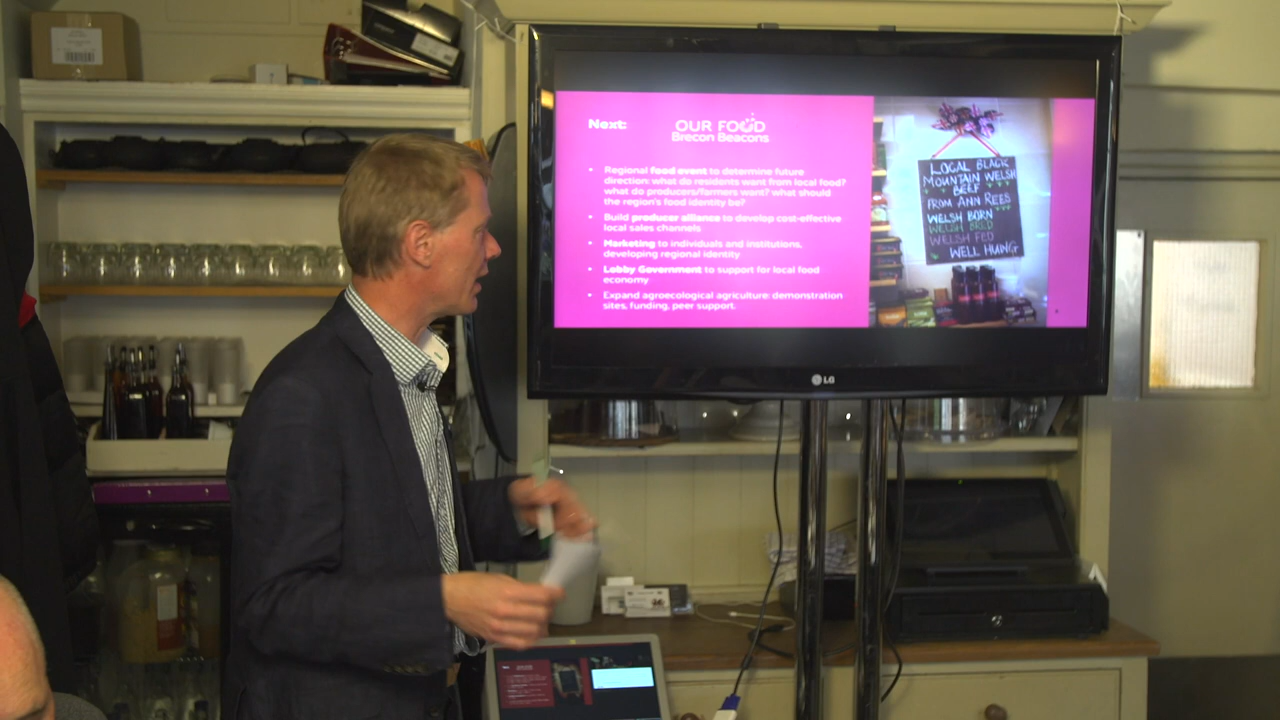 Next:
OUR FOOD
Brecon Beacons
• Regional food event to determine future
direction: what do residents want from local food?
what do producers/farmers want? what should
the region's food identity be?
• Build producer alliance to develop cost-effective
local sales channels
• Marketing to individuals and institutions,
developing regional identity
• Lobby Government to support for local food
economy
• Expand agroecological agriculture: demonstration
sites, funding, peer support.
LOCAL BLACK
MOUNTAIN WELSH
BEEF
FROM ANN REES
WELSH BORN
WELSH BRED
WELSH FED
WELL HUNG
LG